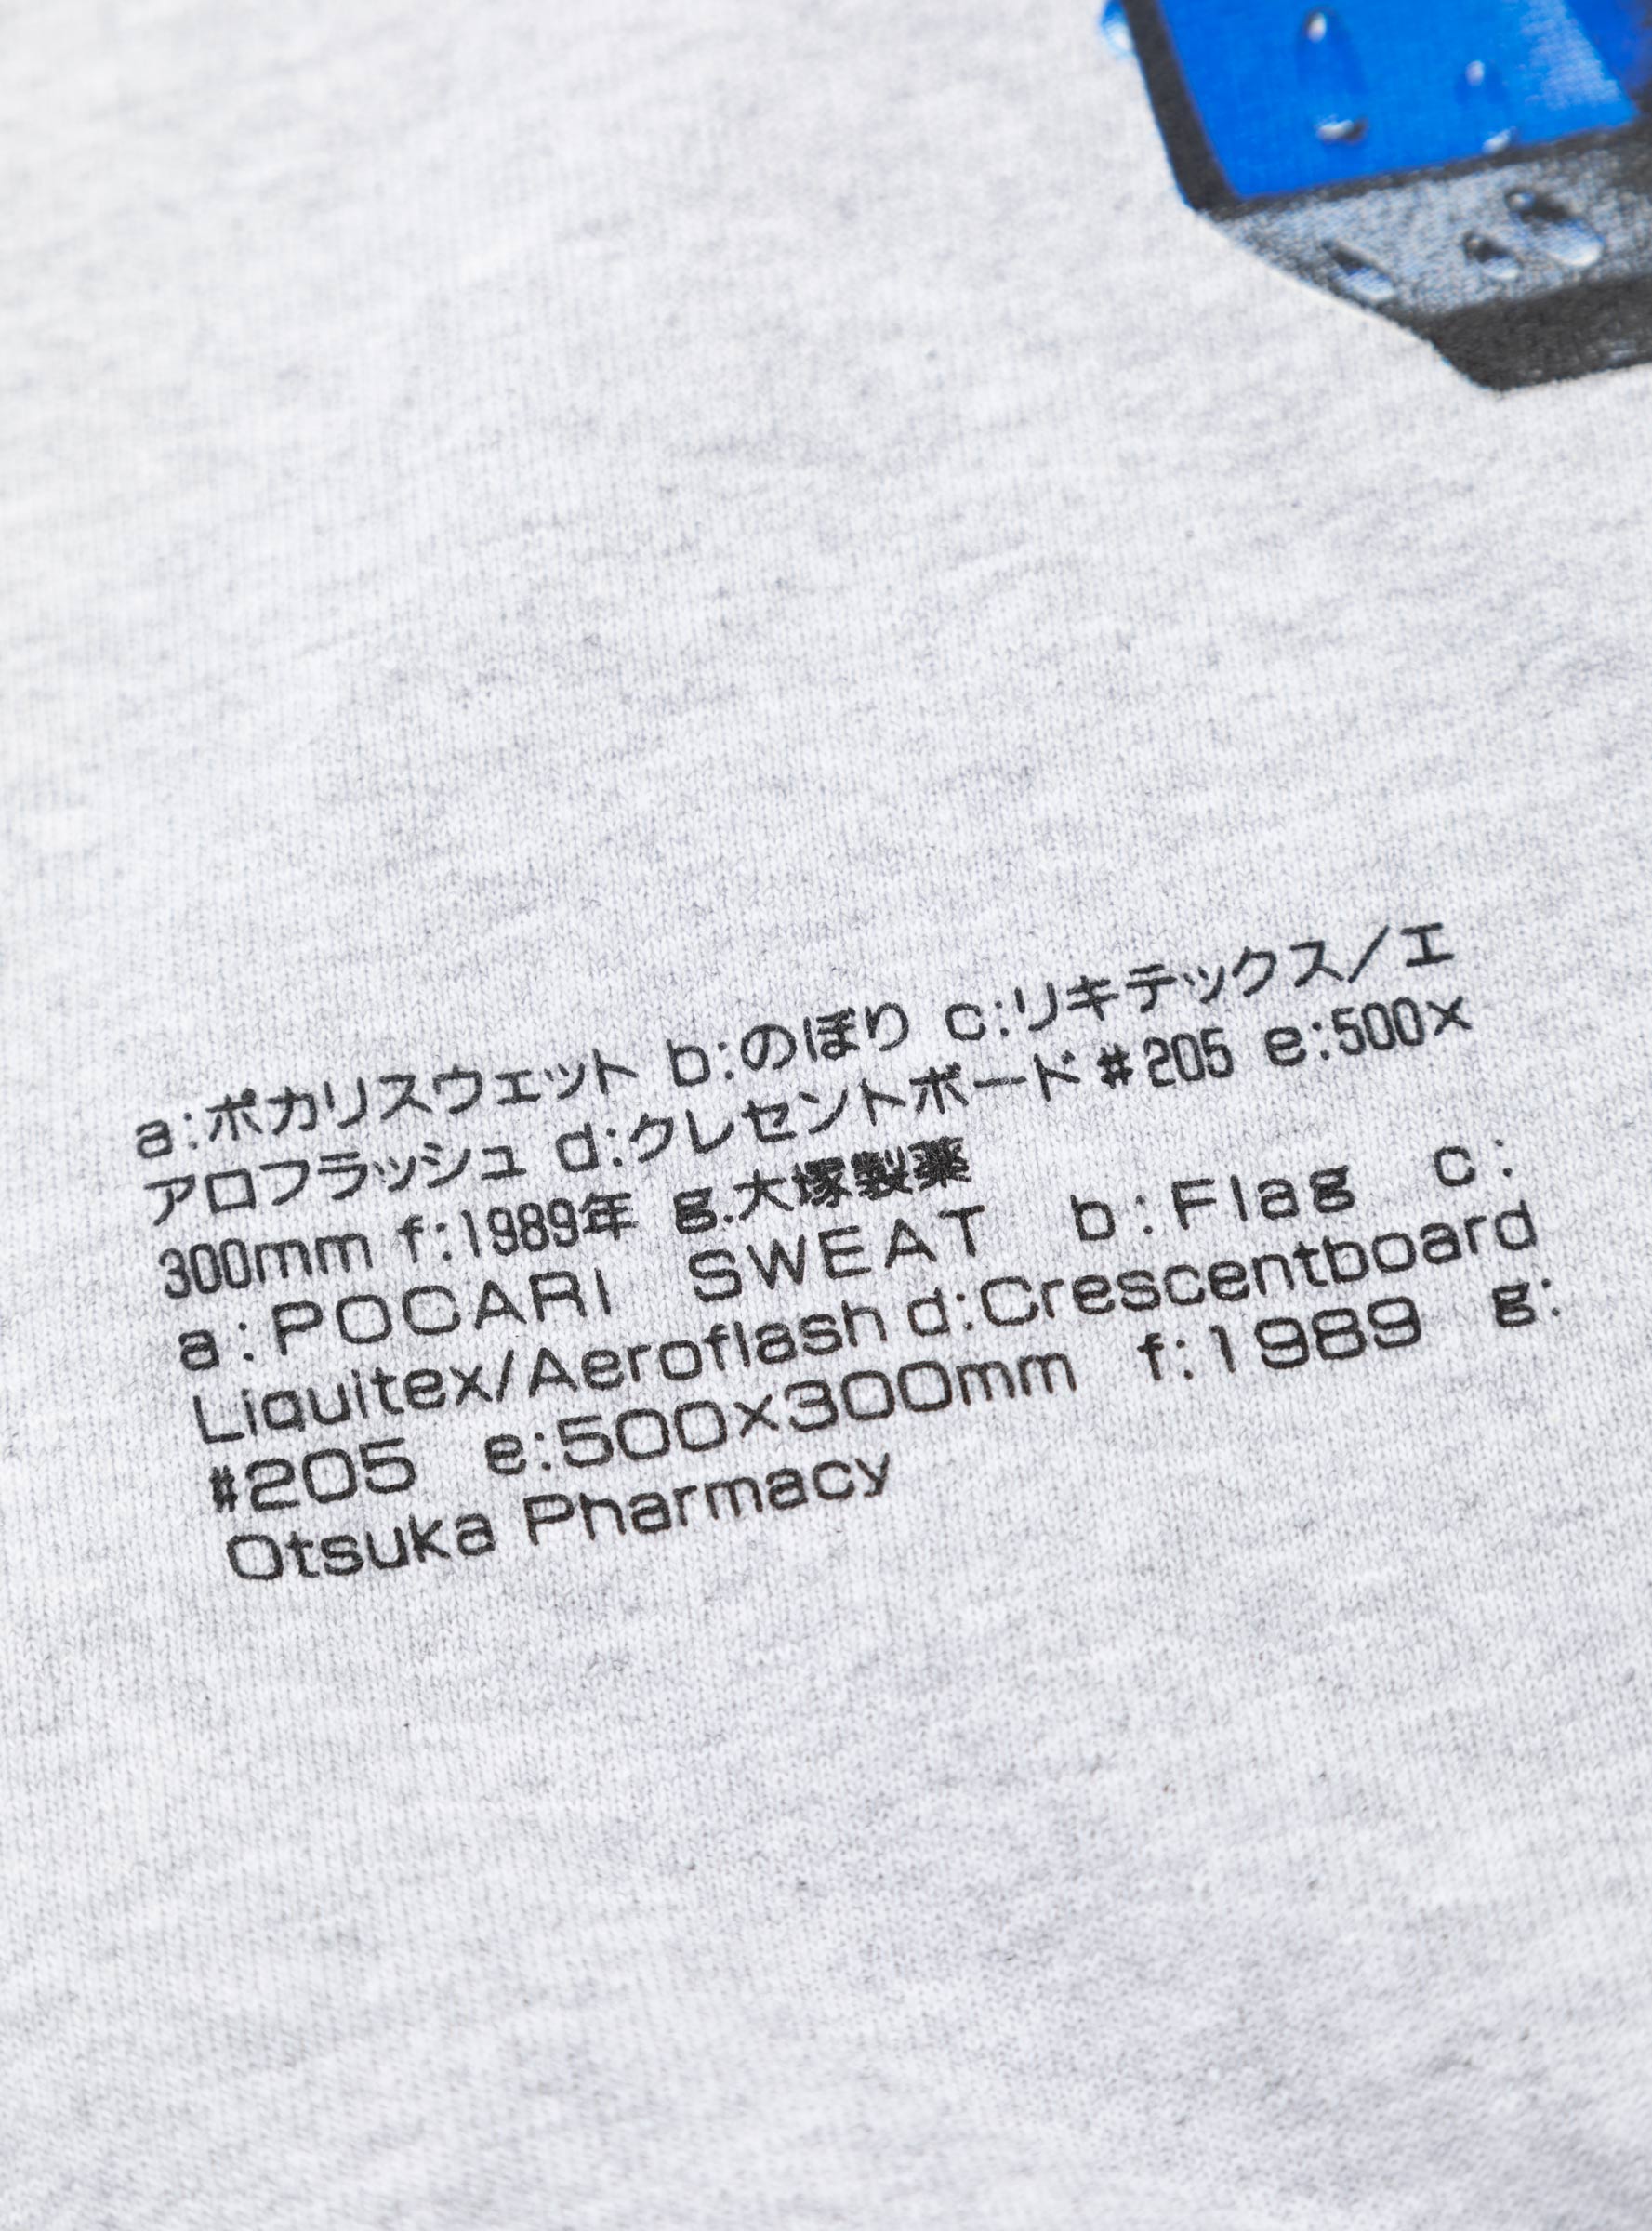 a:ポカリスウェット b:のぼり c:リキテックス/エ
アロフラッシュ d:クレセントボード#205 e:500×
300mm f:1989年 g.大塚製薬
a:POCARI SWEAT b:Flag c:
Liquitex/Aeroflash d:Crescentboard
#205 e:500×300mm f:1989 g:
Otsuka Pharmacy